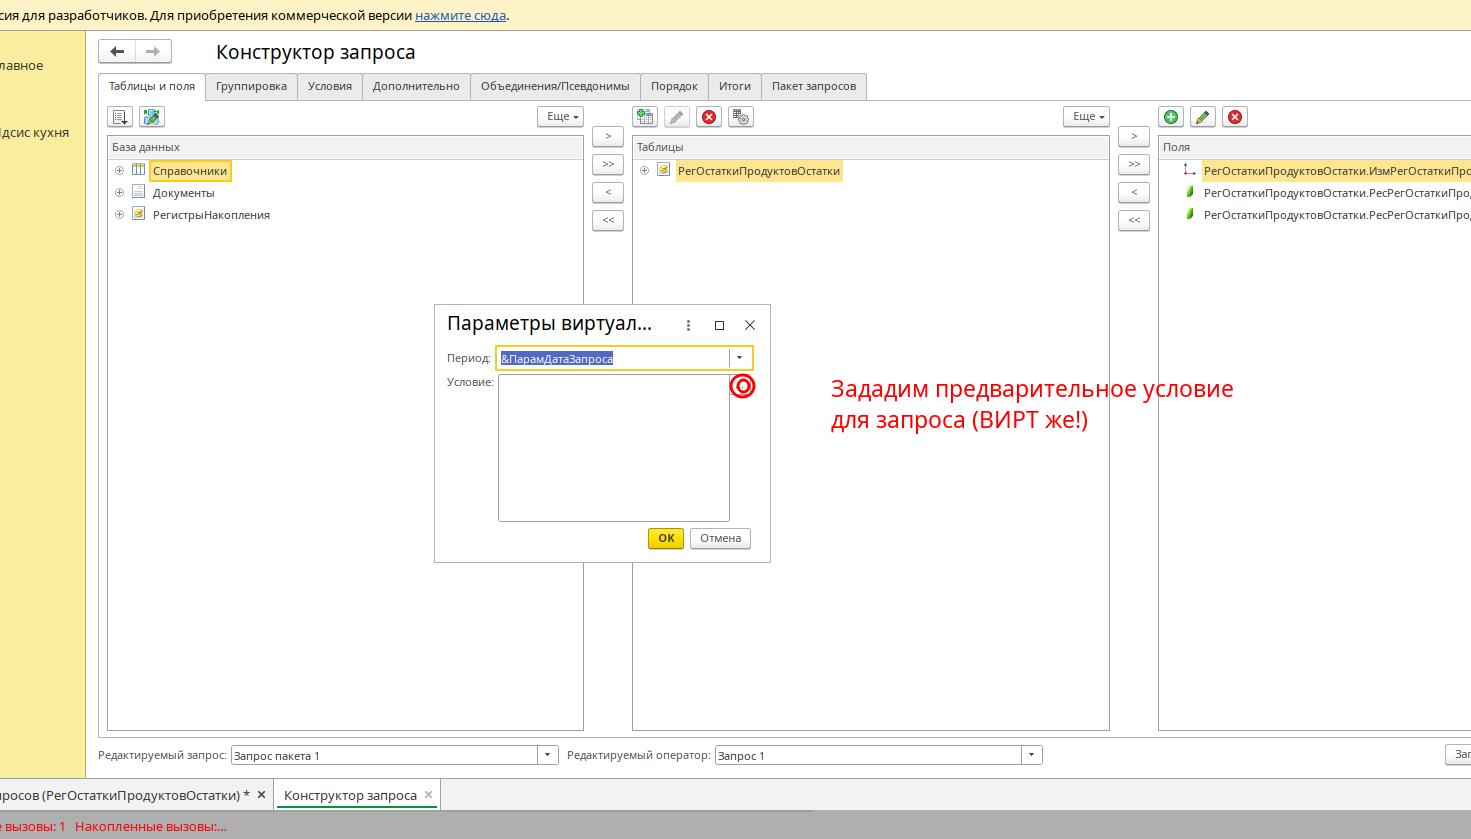 сия для разработчиков. Для приобретения коммерческой версии нажмите сюда.
лавное
Идсис кухня
Конструктор запроса
Таблицы и поля Группировка Условия Дополнительно Объединения/Псевдонимы Порядок Итоги Пакет запросов
Еще Еще
База данных
Справочники
Документы
РегистрыНакопления
>
>>
<
<<
Таблицы
РегОстаткиПродуктовОстатки
>
>>
<
<<
Поля
РегОстаткиПродуктовОстатки.ИзмРегОстаткиПро
РегОстаткиПродуктовОстатки.РесРегОстаткиПро
РегОстаткиПродуктовОстатки.РесРегОстаткиПро
Параметры виртуал...
Период: &ПарамДатаЗапроса
Условие:
ОК Отмена
Зададим предварительное условие
для запроса (ВИРТ же!)
Редактируемый запрос: Запрос пакета 1 Редактируемый оператор: Запрос 1 Заг
просов (РегОстаткиПродуктовОстатки) * Конструктор запроса
е вызовы: 1 Накопленные вызовы:...